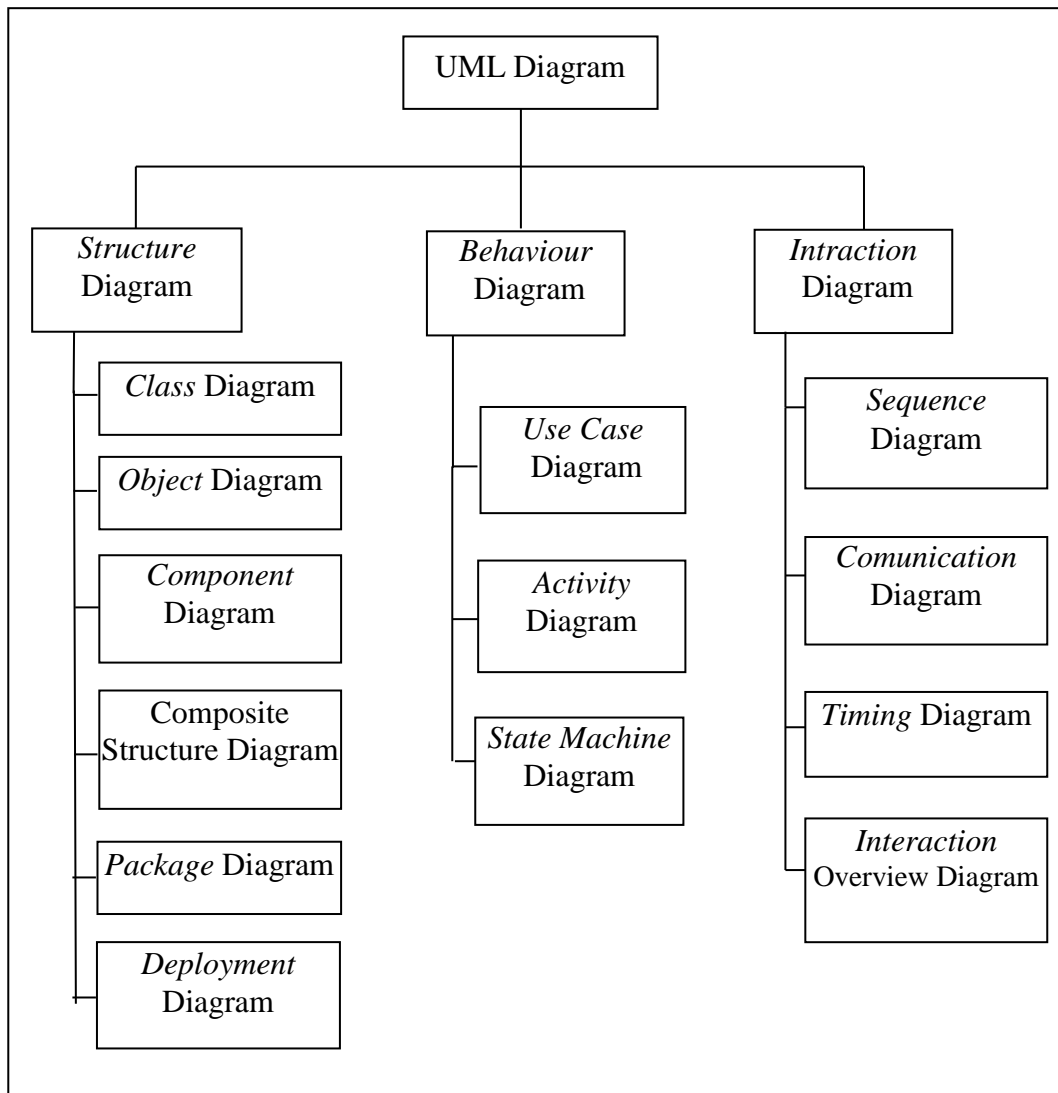 UML Diagram
Structure
Diagram
Class Diagram
Object Diagram
Component
Diagram
Composite
Structure Diagram
Package Diagram
Deployment
Diagram
Behaviour
Diagram
Use Case
Diagram
Activity
Diagram
State Machine
Diagram
Intraction
Diagram
Sequence
Diagram
Comunication
Diagram
Timing Diagram
Interaction
Overview Diagram